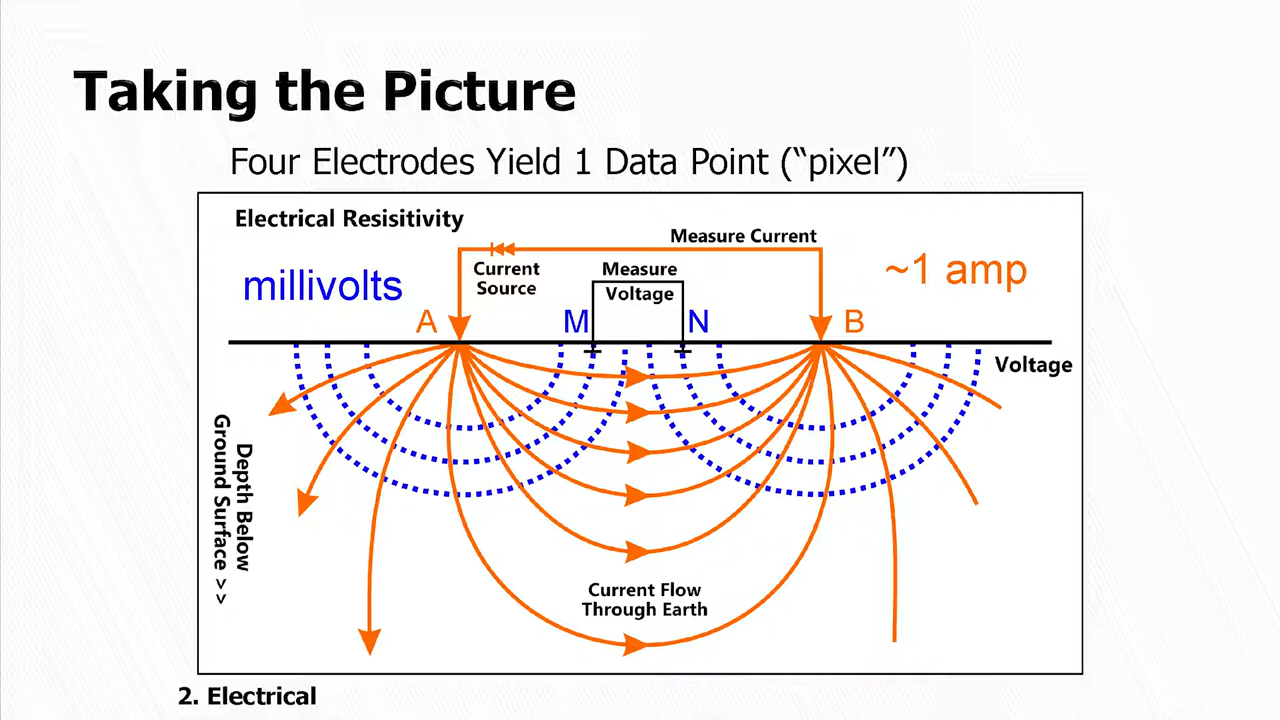 Taking the Picture
Four Electrodes Yield 1 Data Point (“pixel”)
Electrical Resisitivity
Measure Current
millivolts
Current
Source
Measure
Voltage
~1 amp
A
M
N
B
Voltage
Depth Below
Ground Surface >>
Current Flow
Through Earth
2. Electrical